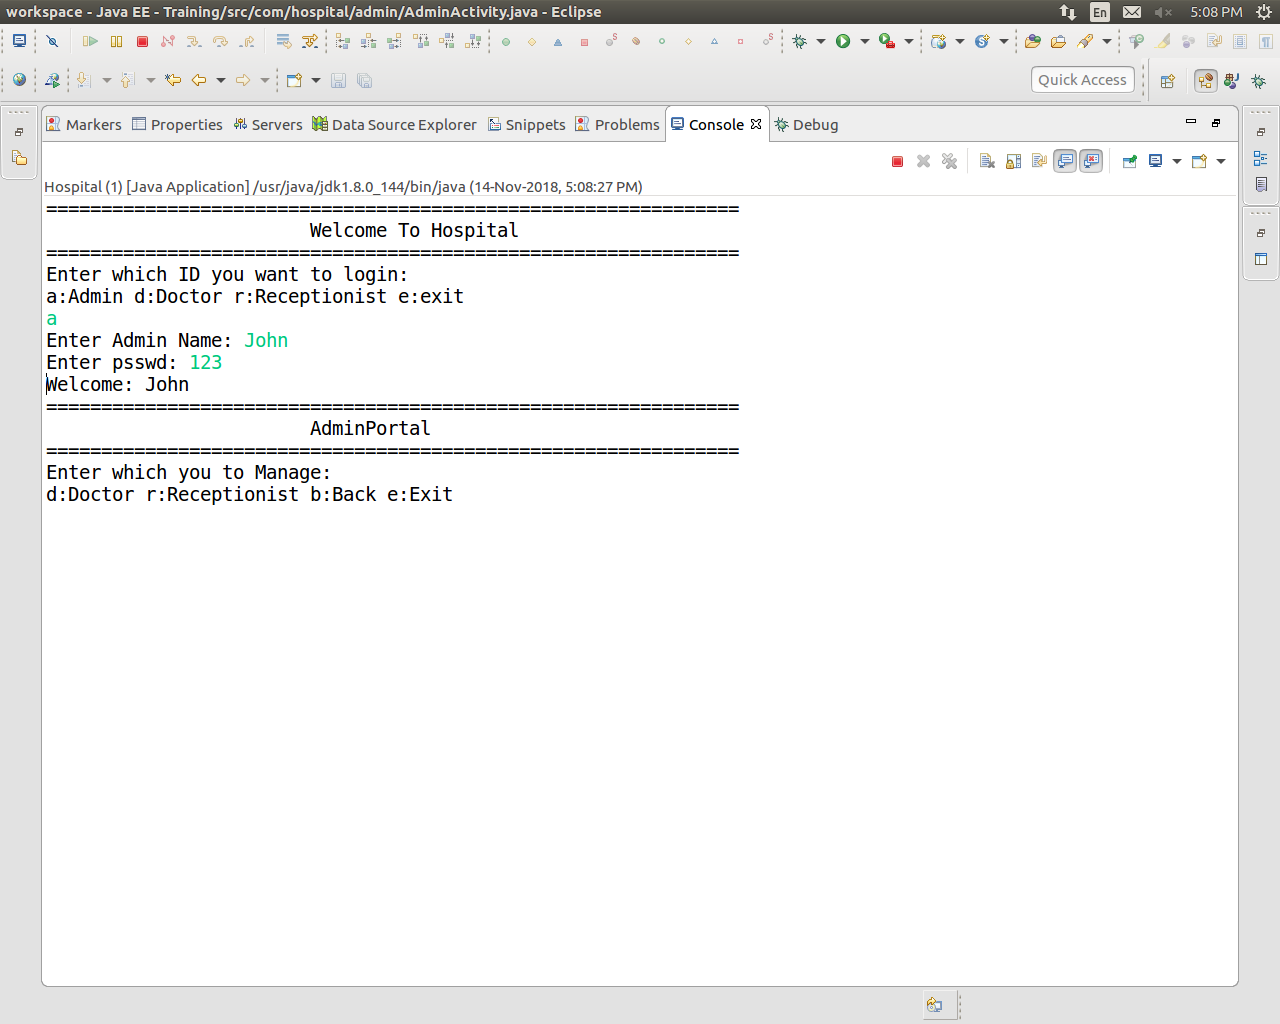 workspace - Java EE - Training/src/com/hospital/admin/AdminActivity.java - Eclipse
En
5:08 PM
Quick Access
Markers Properties Servers Data Source Explorer Snippets Problems Console Debug
Hospital (1) [Java Application] /usr/java/jdk1.8.0_144/bin/java (14-Nov-2018, 5:08:27 PM)
===============================================================
Welcome To Hospital
===============================================================
Enter which ID you want to login:
a:Admin d:Doctor r:Receptionist e:exit
a
Enter Admin Name: John
Enter psswd: 123
Welcome: John
===============================================================
AdminPortal
===============================================================
Enter which you to Manage:
d:Doctor r:Receptionist b:Back e:Exit